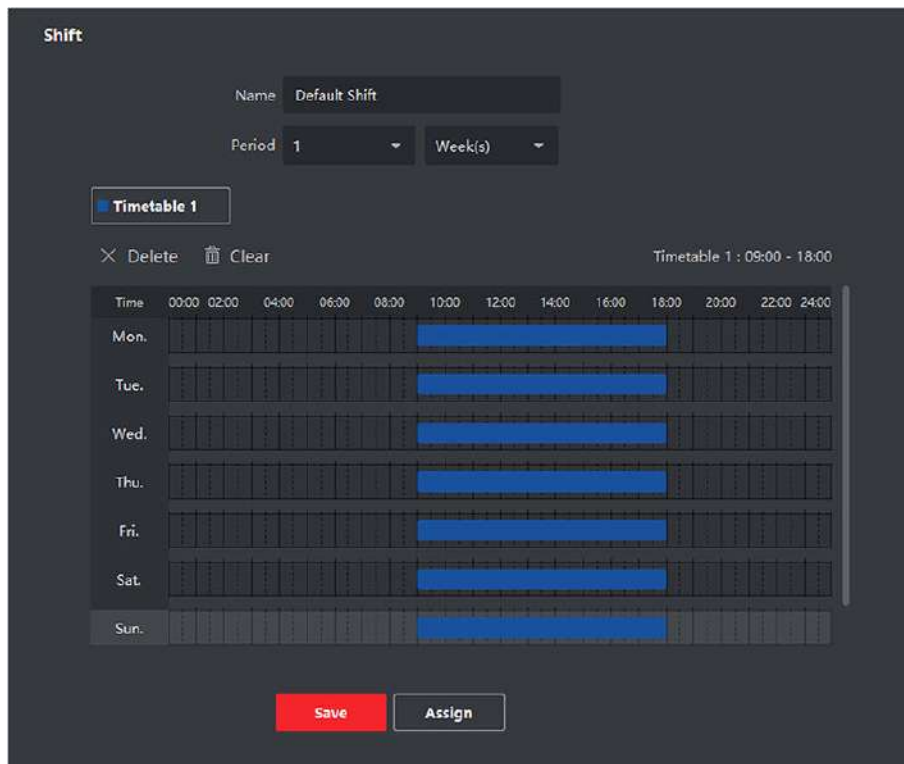 Shift
Name Default Shift
Period 1 Week(s)
Timetable 1
Delete Clear Timetable 1 : 09:00 - 18:00
Time 00:00 02:00 04:00 06:00 08:00 10:00 12:00 14:00 16:00 18:00 20:00 22:00 24:00
Mon.
Tue.
Wed.
Thu.
Fri.
Sat.
Sun.
Save Assign